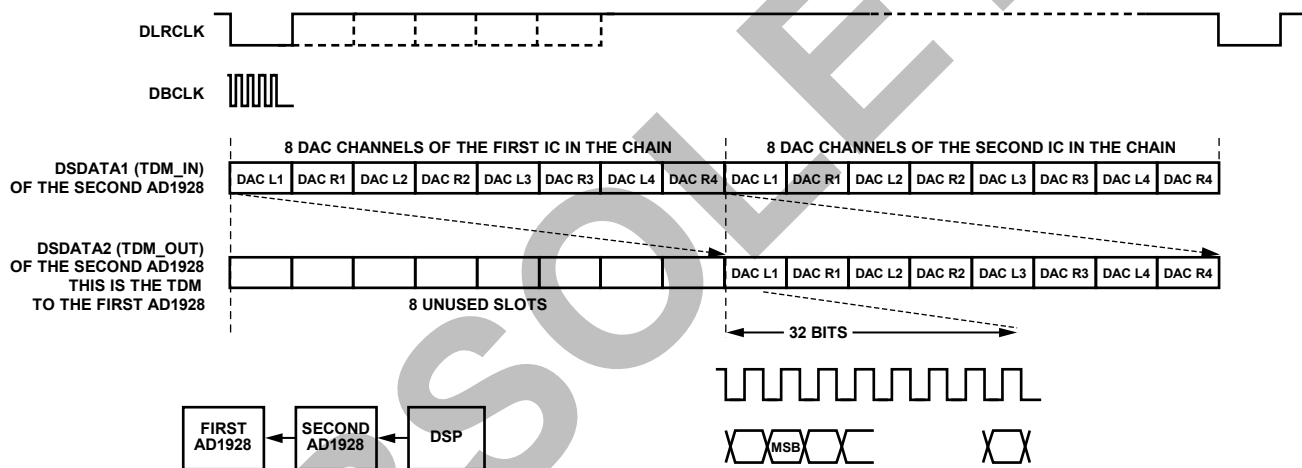 DLRCLK
DBCLK
8 DAC CHANNELS OF THE FIRST IC IN THE CHAIN
8 DAC CHANNELS OF THE SECOND IC IN THE CHAIN
DSDATA1 (TDM_IN)
OF THE SECOND AD1928
DAC L1 DAC R1 DAC L2 DAC R2 DAC L3 DAC R3 DAC L4 DAC R4 DAC L1 DAC R1 DAC L2 DAC R2 DAC L3 DAC R3 DAC L4 DAC R4
DSDATA2 (TDM_OUT)
OF THE SECOND AD1928
THIS IS THE TDM
TO THE FIRST AD1928
DAC L1 DAC R1 DAC L2 DAC R2 DAC L3 DAC R3 DAC L4 DAC R4
8 UNUSED SLOTS
32 BITS
FIRST
AD1928
SECOND
AD1928
DSP
MSB
SOLE